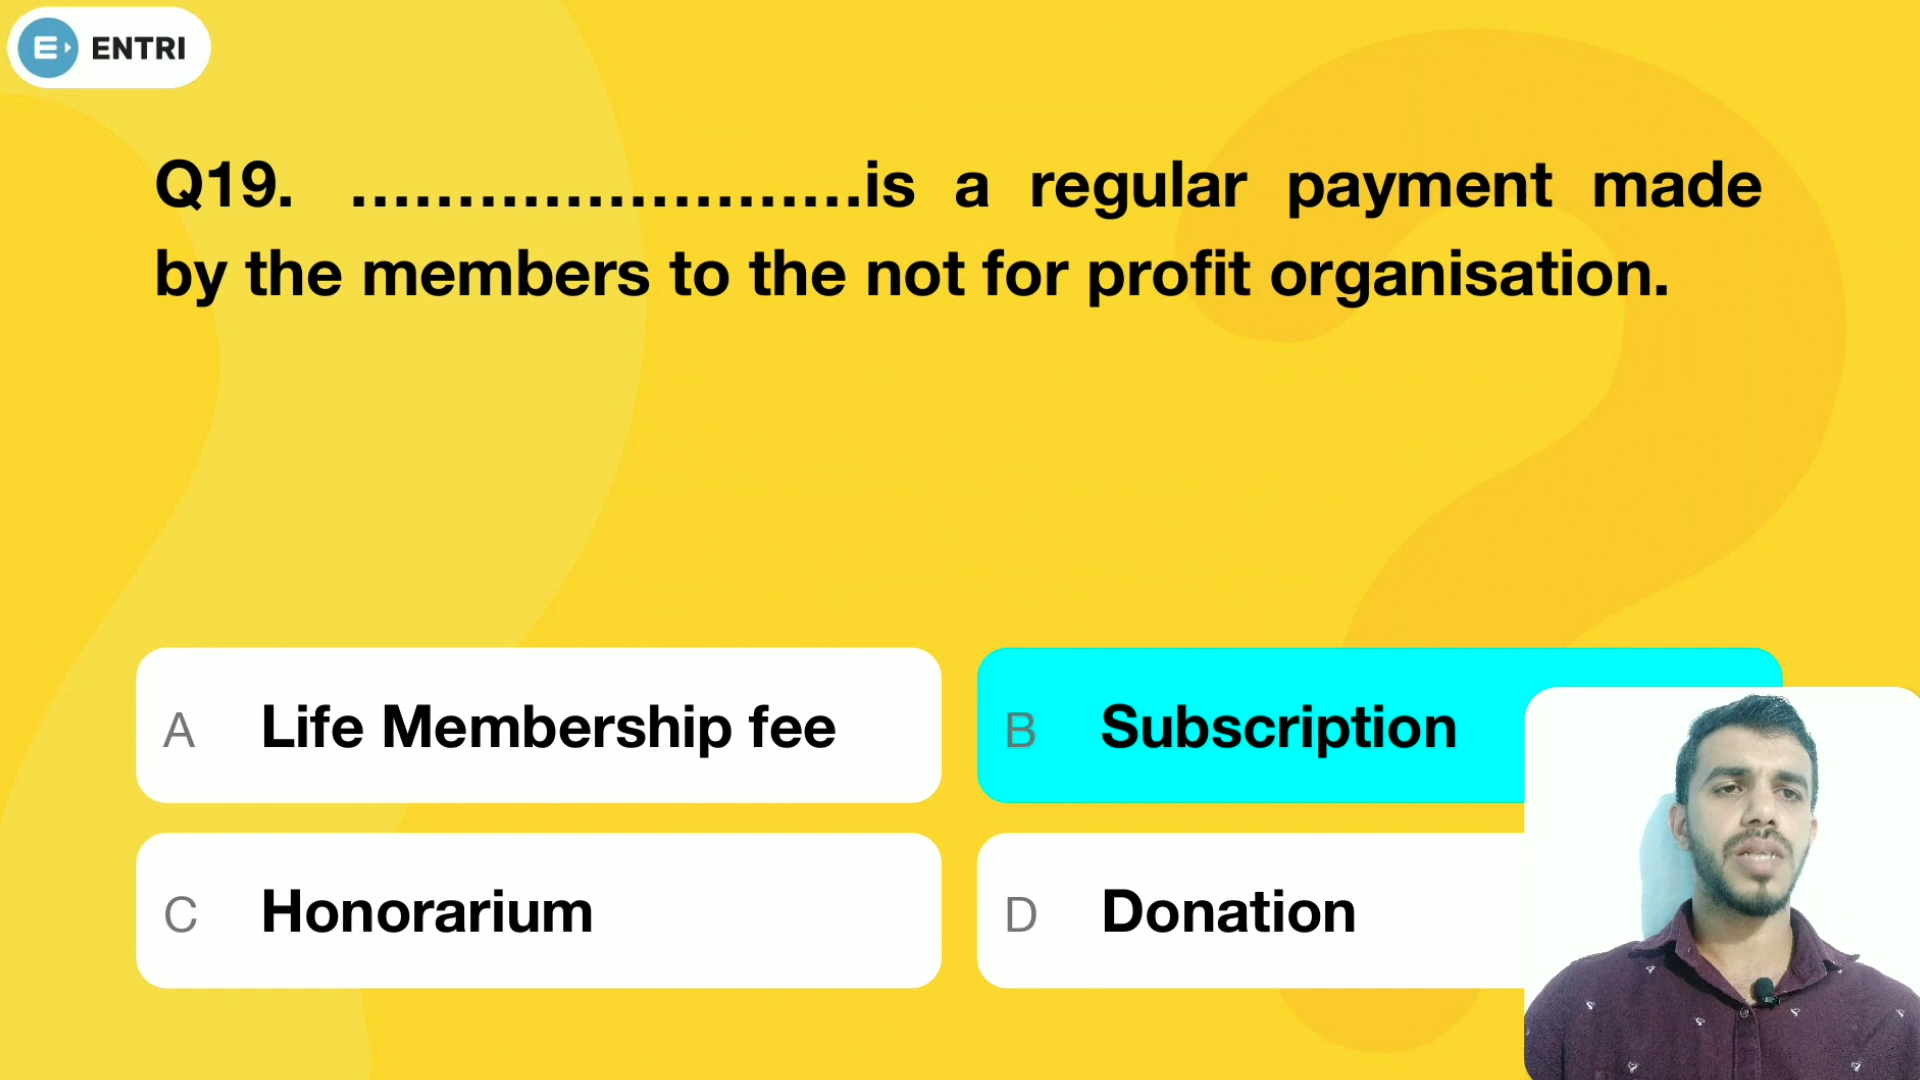 E ENTRI
Q19. ........................is a regular payment made
by the members to the not for profit organisation.
A Life Membership fee
B Subscription
C Honorarium
D Donation